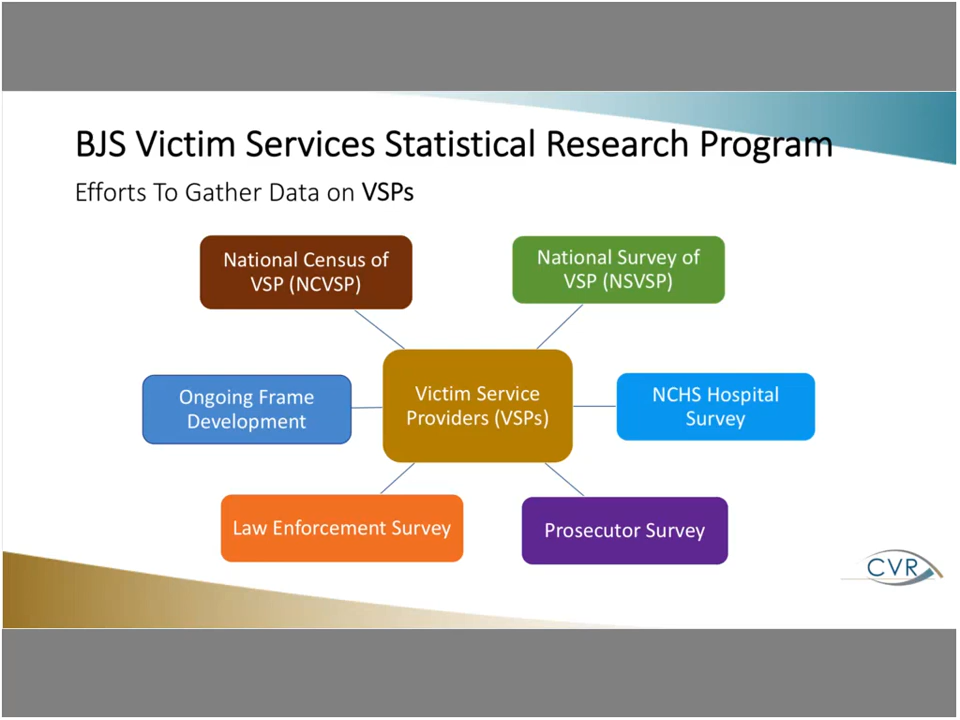 BJS Victim Services Statistical Research Program
Efforts To Gather Data on VSPs
National Census of
VSP (NCVSP)
National Survey of
VSP (NSVSP)
Ongoing Frame
Development
Victim Service
Providers (VSPs)
NCHS Hospital
Survey
Law Enforcement Survey
Prosecutor Survey
CVR